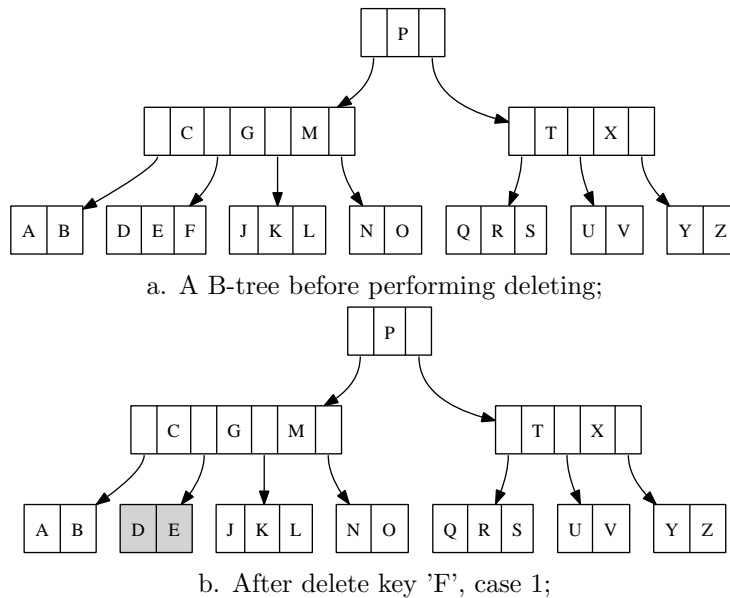 P
C G M T X
A B D E F J K L N O Q R S U V Y Z
a. A B-tree before performing deleting;
P
C G M T X
A B D E J K L N O Q R S U V Y Z
b. After delete key ’F’, case 1;